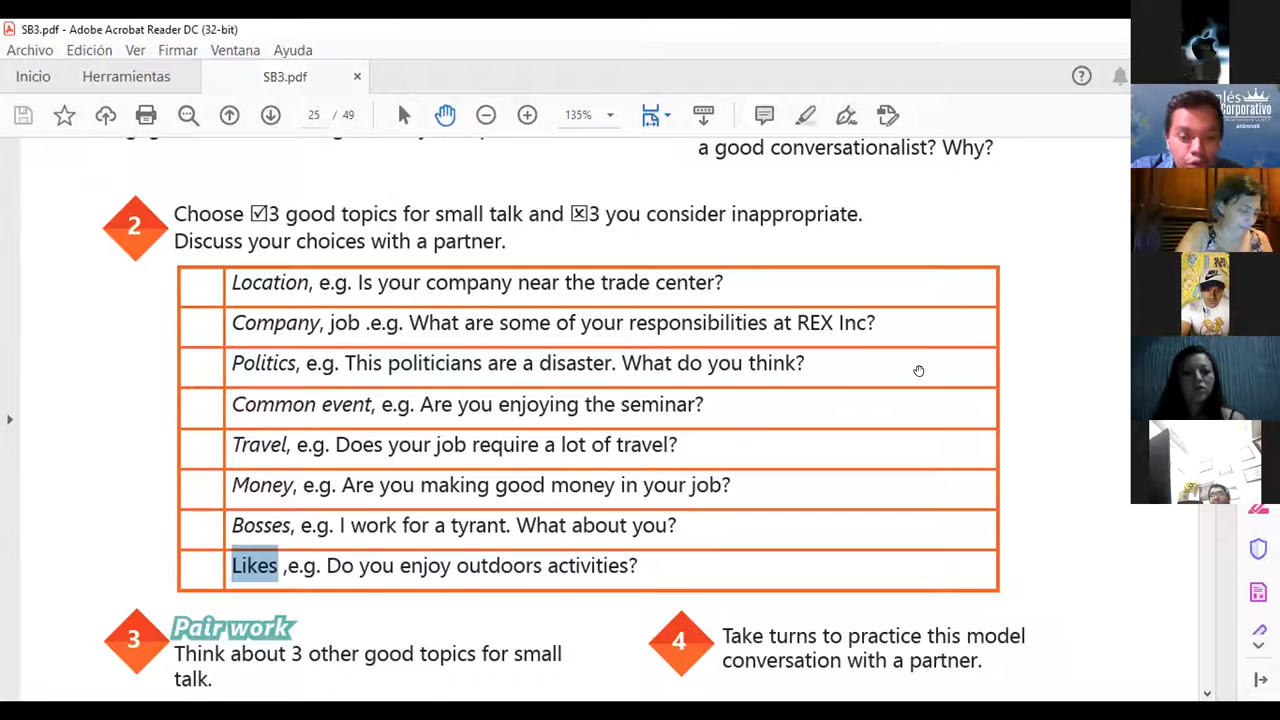 SB3.pdf - Adobe Acrobat Reader DC (32-bit)
Archivo Edición Ver Firmar Ventana Ayuda
Inicio Herramientas SB3.pdf ×
25 / 49 135%
a good conversationalist? Why?
2 Choose ☑3 good topics for small talk and ☒3 you consider inappropriate.
Discuss your choices with a partner.
Location, e.g. Is your company near the trade center?
Company, job .e.g. What are some of your responsibilities at REX Inc?
Politics, e.g. This politicians are a disaster. What do you think?
Common event, e.g. Are you enjoying the seminar?
Travel, e.g. Does your job require a lot of travel?
Money, e.g. Are you making good money in your job?
Bosses, e.g. I work for a tyrant. What about you?
Likes ,e.g. Do you enjoy outdoors activities?
3 Pair work
Think about 3 other good topics for small
talk.
4 Take turns to practice this model
conversation with a partner.
glés
Corporativo
BEGINNER